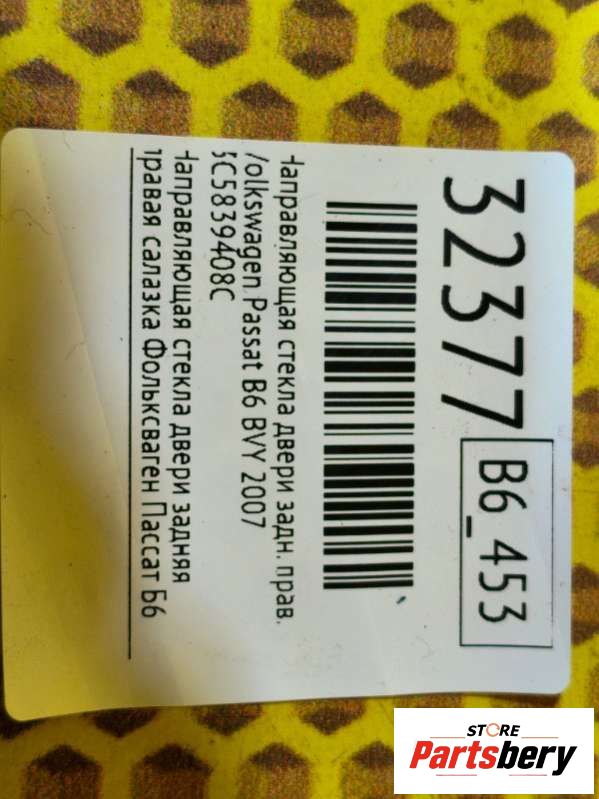 32377 B6_453
Направляющая стекла двери задн. прав.
Volkswagen Passat B6 BVY 2007
5C5839408C
Направляющая стекла двери задняя
правая салазка Фольксваген Пассат Б6
STORE
Partsbery